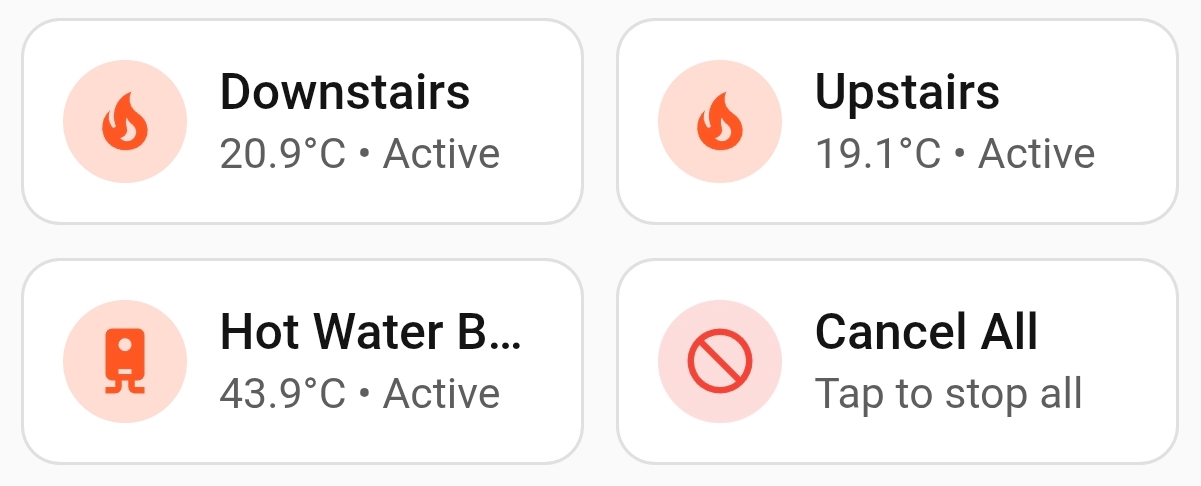 Downstairs
20.9°C • Active
Upstairs
19.1°C • Active
Hot Water B...
43.9°C • Active
Cancel All
Tap to stop all